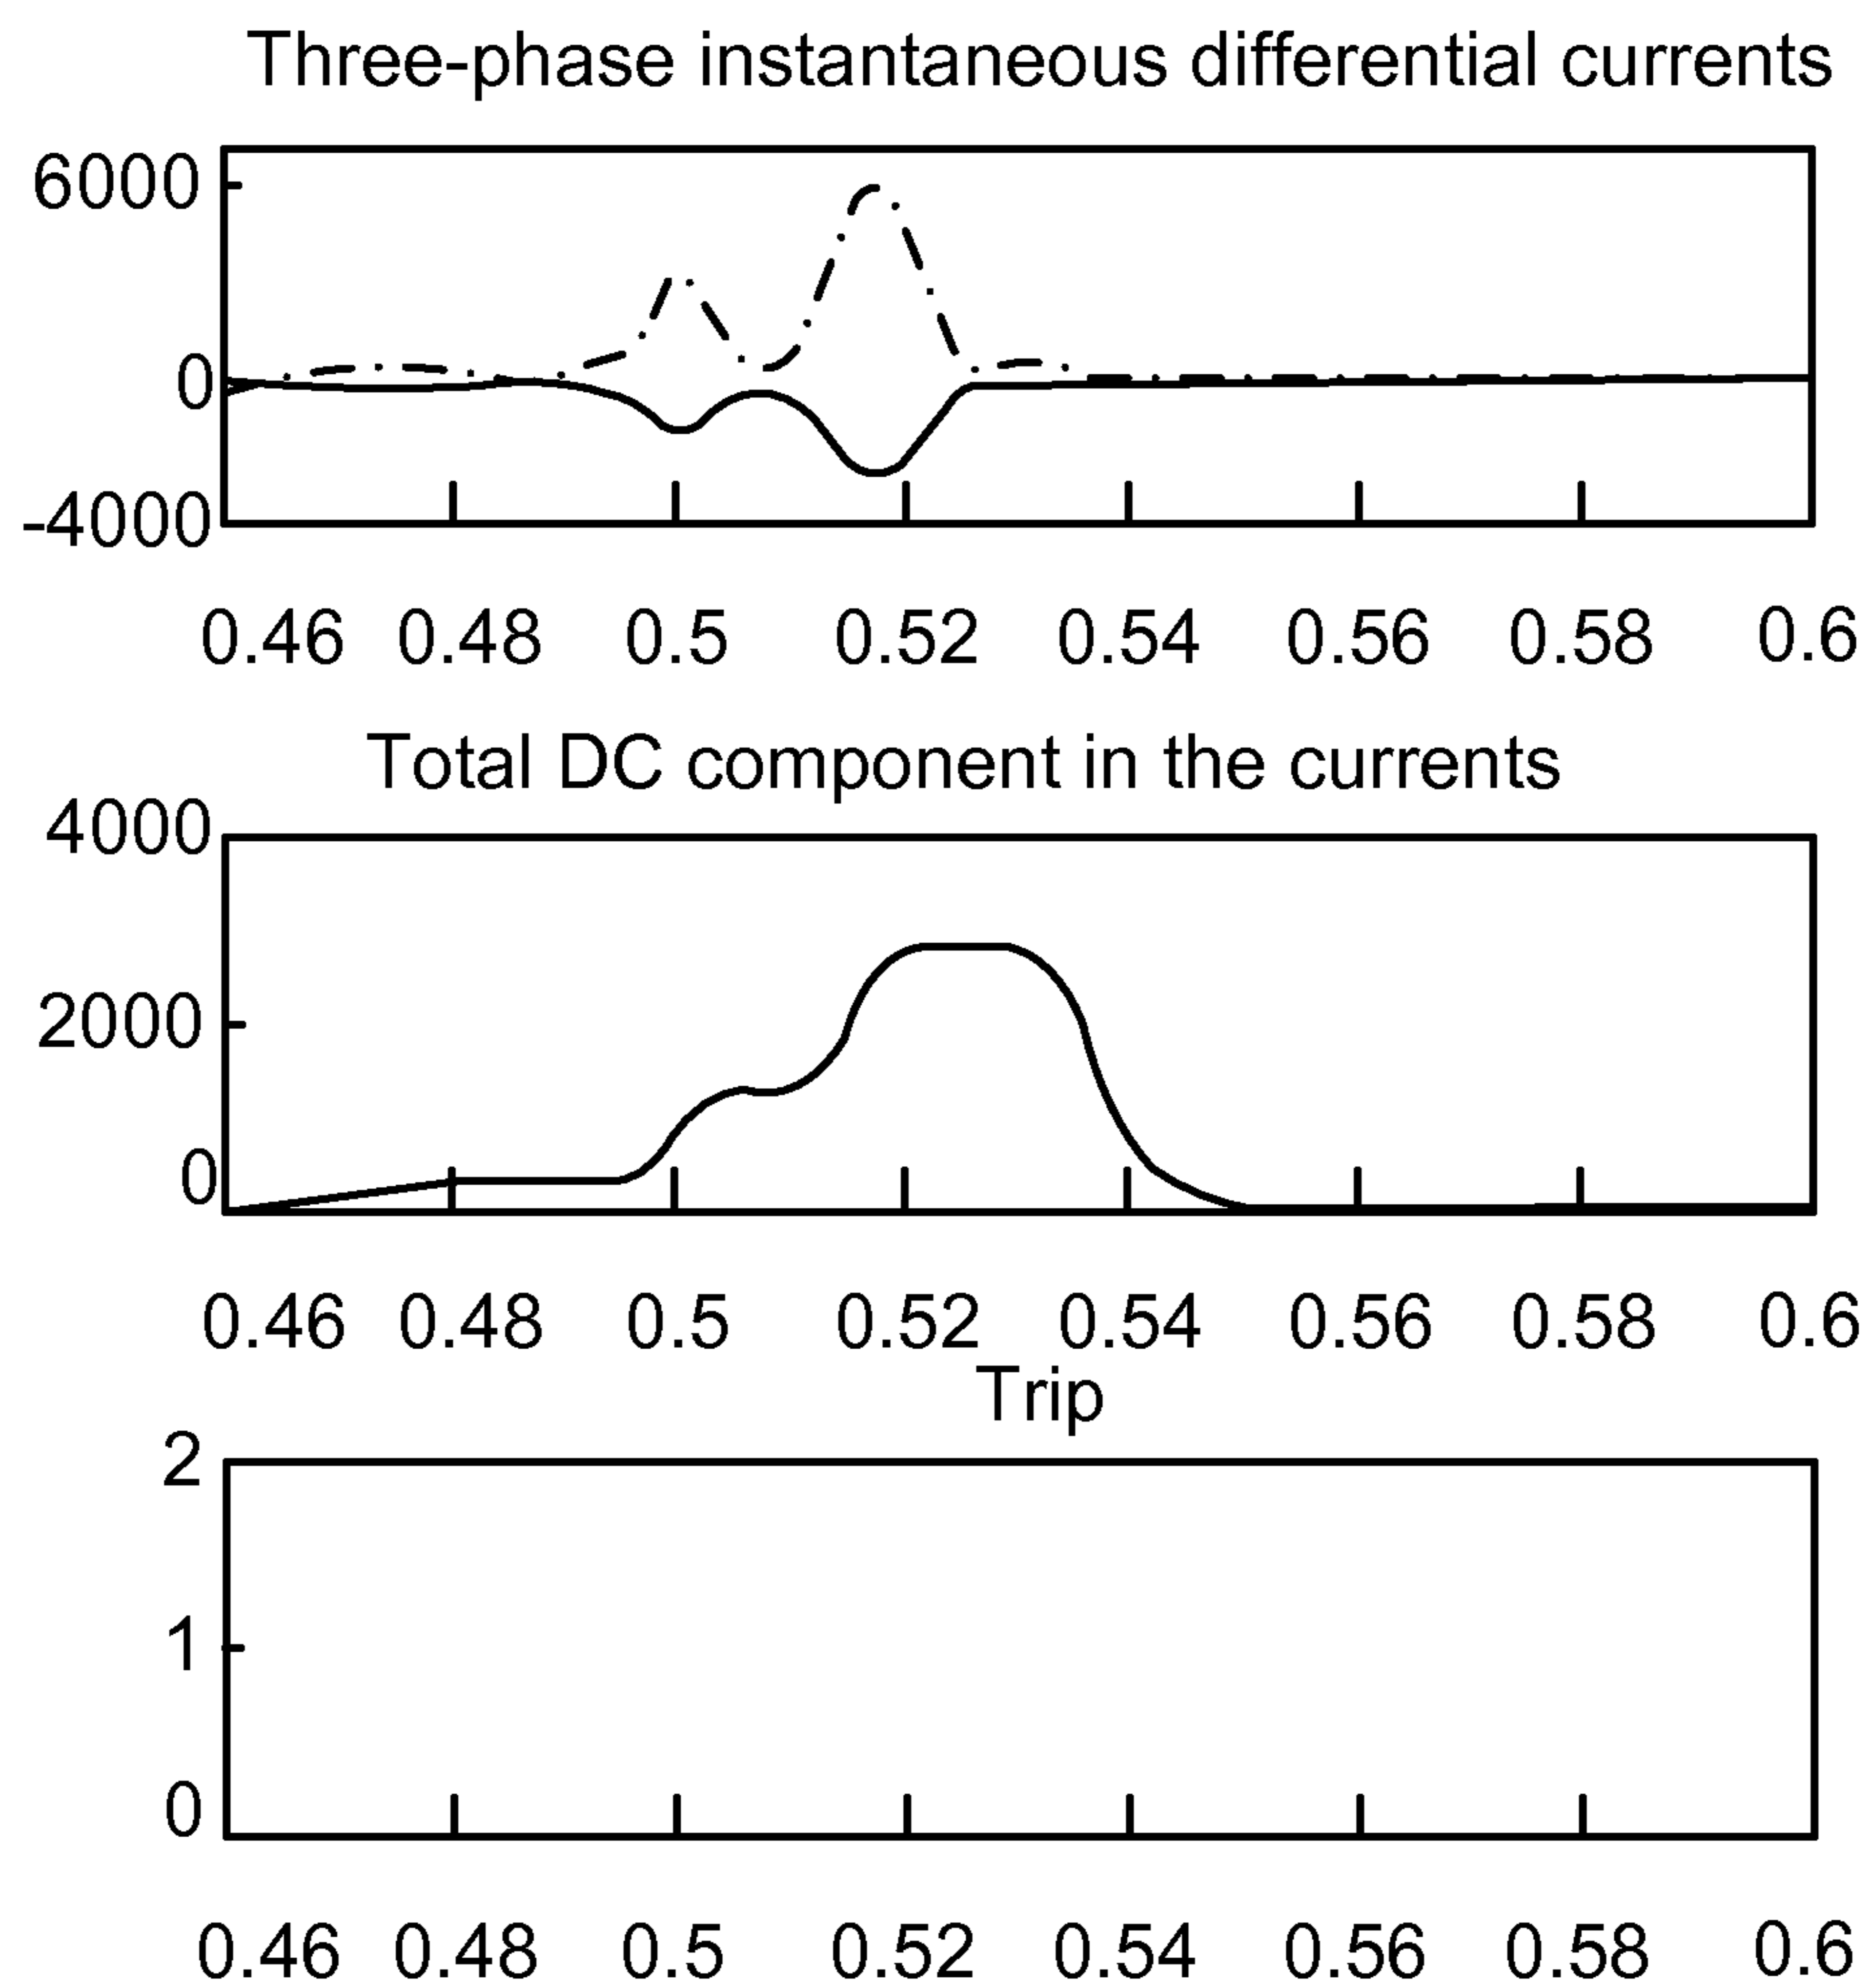 Three-phase instantaneous differential currents
6000
0
-4000
0.46 0.48 0.5 0.52 0.54 0.56 0.58 0.6
Total DC component in the currents
4000
2000
0
0.46 0.48 0.5 0.52 0.54 0.56 0.58 0.6
Trip
2
1
0
0.46 0.48 0.5 0.52 0.54 0.56 0.58 0.6